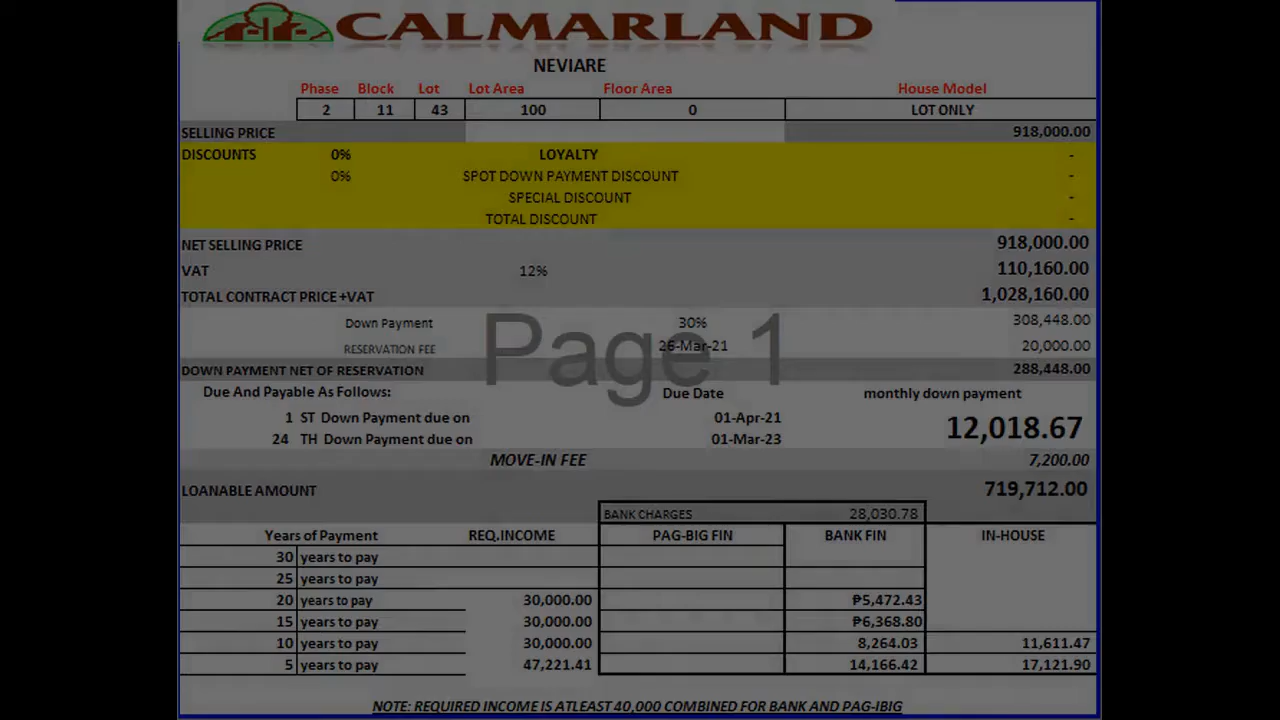 CALMARLAND
NEVIARE
Phase Block Lot Lot Area Floor Area House Model
2 11 43 100 0 LOT ONLY
SELLING PRICE 918,000.00
DISCOUNTS 0% LOYALTY -
0% SPOT DOWN PAYMENT DISCOUNT -
SPECIAL DISCOUNT -
TOTAL DISCOUNT -
NET SELLING PRICE 918,000.00
VAT 12% 110,160.00
TOTAL CONTRACT PRICE +VAT 1,028,160.00
Down Payment 30% 308,448.00
RESERVATION FEE 26-Mar-21 20,000.00
Page 1
DOWN PAYMENT NET OF RESERVATION 288,448.00
Due And Payable As Follows: Due Date monthly down payment
1 ST Down Payment due on 01-Apr-21
12,018.67
24 TH Down Payment due on 01-Mar-23
MOVE-IN FEE 7,200.00
LOANABLE AMOUNT 719,712.00
BANK CHARGES 28,030.78
Years of Payment REQ.INCOME PAG-BIG FIN BANK FIN IN-HOUSE
30 years to pay
25 years to pay
20 years to pay 30,000.00 ₱5,472.43
15 years to pay 30,000.00 ₱6,368.80
10 years to pay 30,000.00 8,264.03 11,611.47
5 years to pay 47,221.41 14,166.42 17,121.90
NOTE: REQUIRED INCOME IS ATLEAST 40,000 COMBINED FOR BANK AND PAG-IBIG